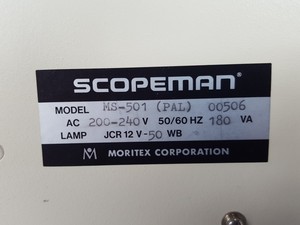 SCOPEMAN®
MODEL MS-501 (PAL) 00506
AC 200-240 V 50/60 HZ 180 VA
LAMP JCR 12 V-50 WB
MORITEX CORPORATION